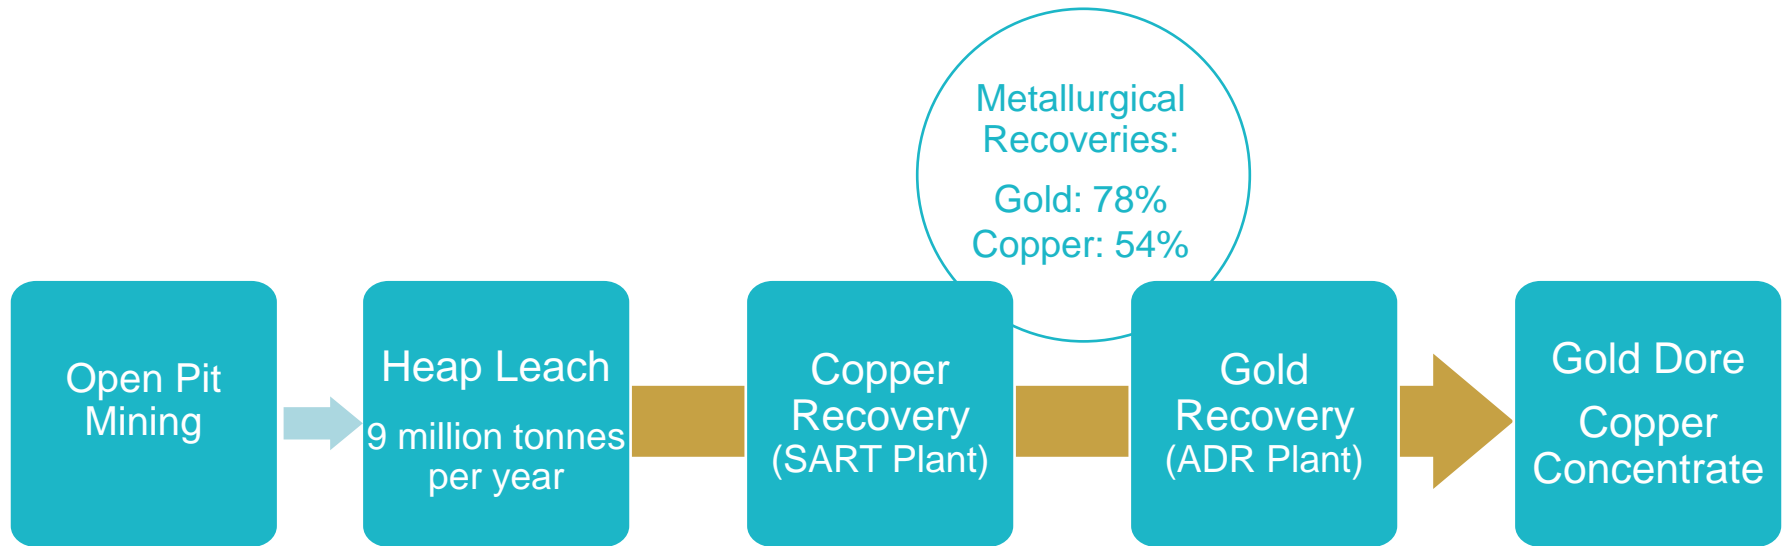 Metallurgical
Recoveries:
Gold: 78%
Copper: 54%
Open Pit
Mining
Heap Leach
9 million tonnes
per year
Copper
Recovery
(SART Plant)
Gold
Recovery
(ADR Plant)
Gold Dore
Copper
Concentrate